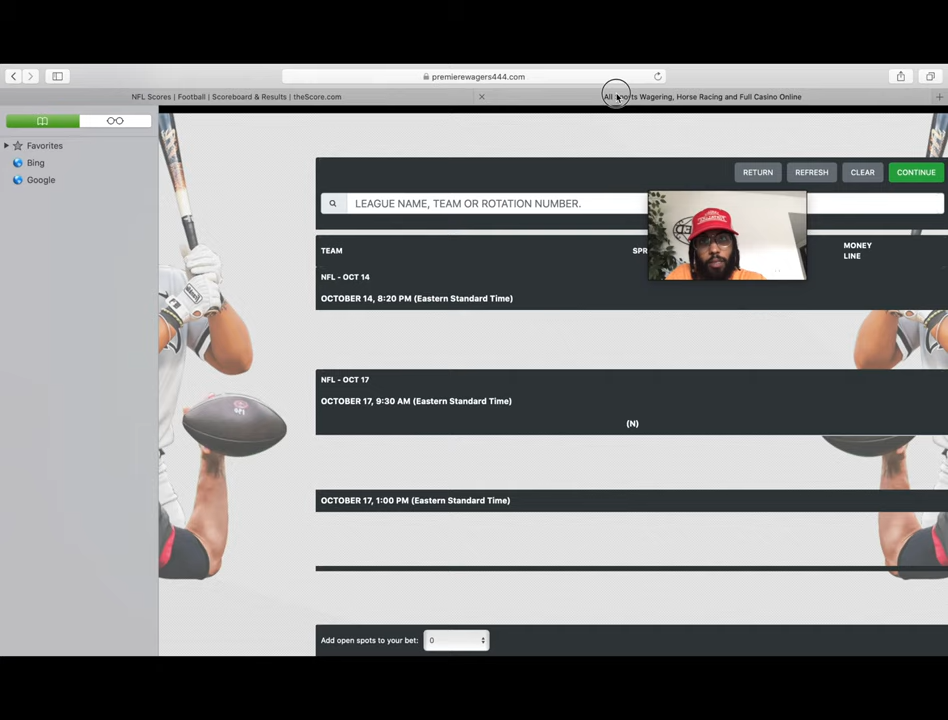 premierewagers444.com
NFL Scores | Football | Scoreboard & Results | theScore.com
All Sports Wagering, Horse Racing and Full Casino Online
Favorites
Bing
Google
RETURN REFRESH CLEAR CONTINUE
LEAGUE NAME, TEAM OR ROTATION NUMBER.
TEAM SPR MONEY
LINE
NFL - OCT 14
OCTOBER 14, 8:20 PM (Eastern Standard Time)
NFL - OCT 17
OCTOBER 17, 9:30 AM (Eastern Standard Time)
(N)
OCTOBER 17, 1:00 PM (Eastern Standard Time)
Add open spots to your bet: 0